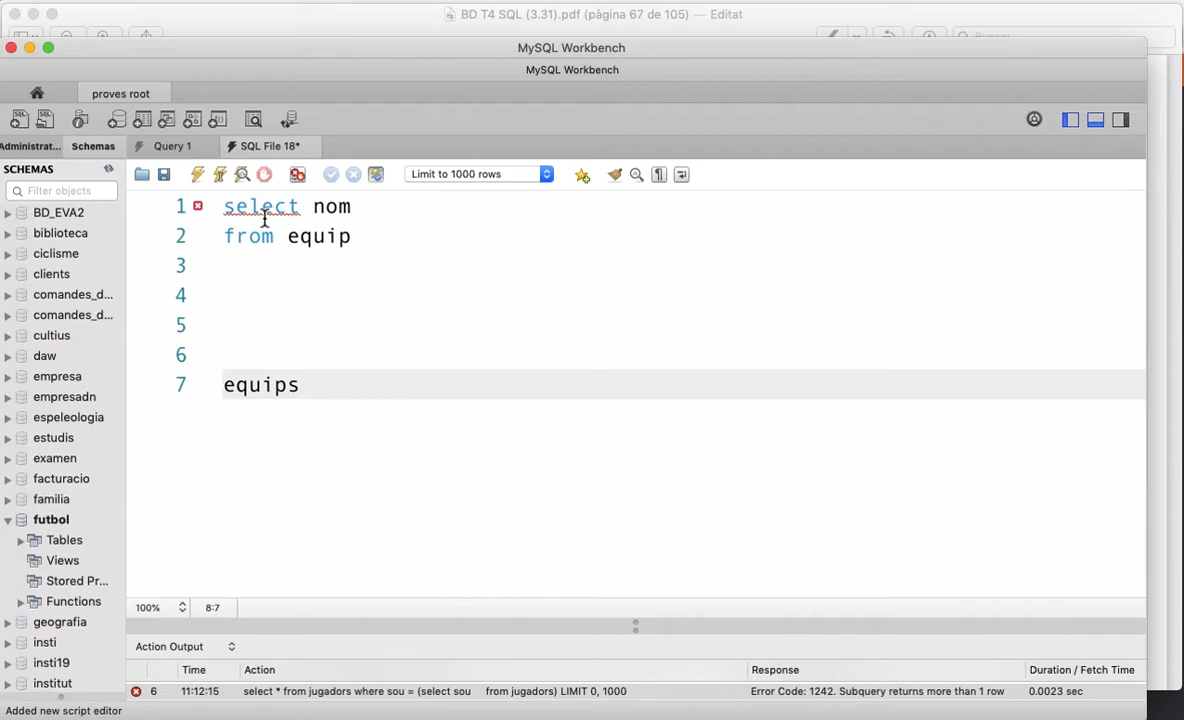 BD T4 SQL (3.31).pdf (pàgina 67 de 105) — Editat
MySQL Workbench
MySQL Workbench
proves root
Administrat... Schemas Query 1 SQL File 18*
SCHEMAS
Filter objects
Limit to 1000 rows
BD_EVA2
biblioteca
ciclisme
clients
comandes_d...
comandes_d...
cultius
daw
empresa
empresadn
espeleologia
estudis
examen
facturacio
familia
futbol
Tables
Views
Stored Pr...
Functions
geografia
insti
insti19
institut
1 select nom
2 from equip
3
4
5
6
7 equips
100% 8:7
Action Output
Time Action Response Duration / Fetch Time
6 11:12:15 select * from jugadors where sou = (select sou from jugadors) LIMIT 0, 1000 Error Code: 1242. Subquery returns more than 1 row 0.0023 sec
Added new script editor